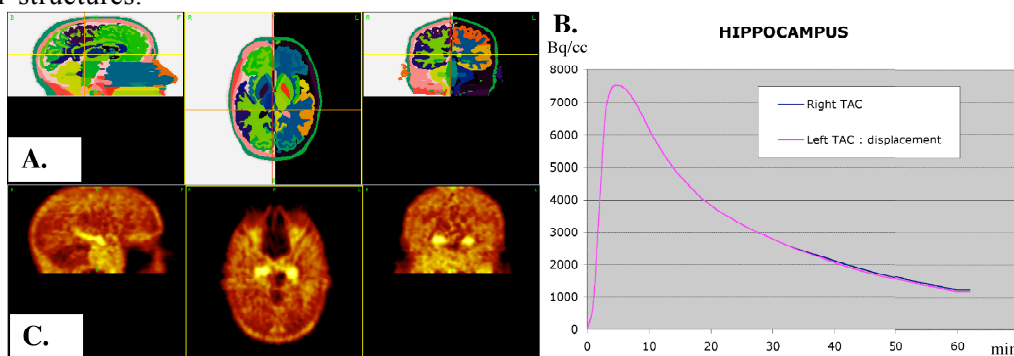 structures.
A.
C.
B.
HIPPOCAMPUS
Bq/cc
8000
7000
6000
5000
4000
3000
2000
1000
0
Right TAC
Left TAC : displacement
0 10 20 30 40 50 60 min